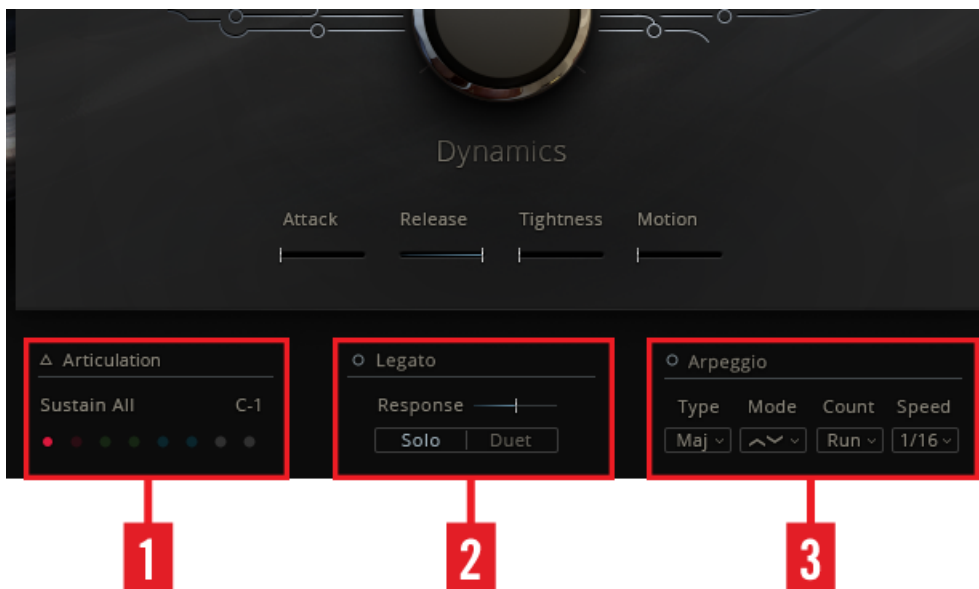 Dynamics
Attack Release Tightness Motion
Articulation
Sustain All C-1
Legato
Response
Solo | Duet
Arpeggio
Type Mode Count Speed
Maj Run 1/16
1 2 3